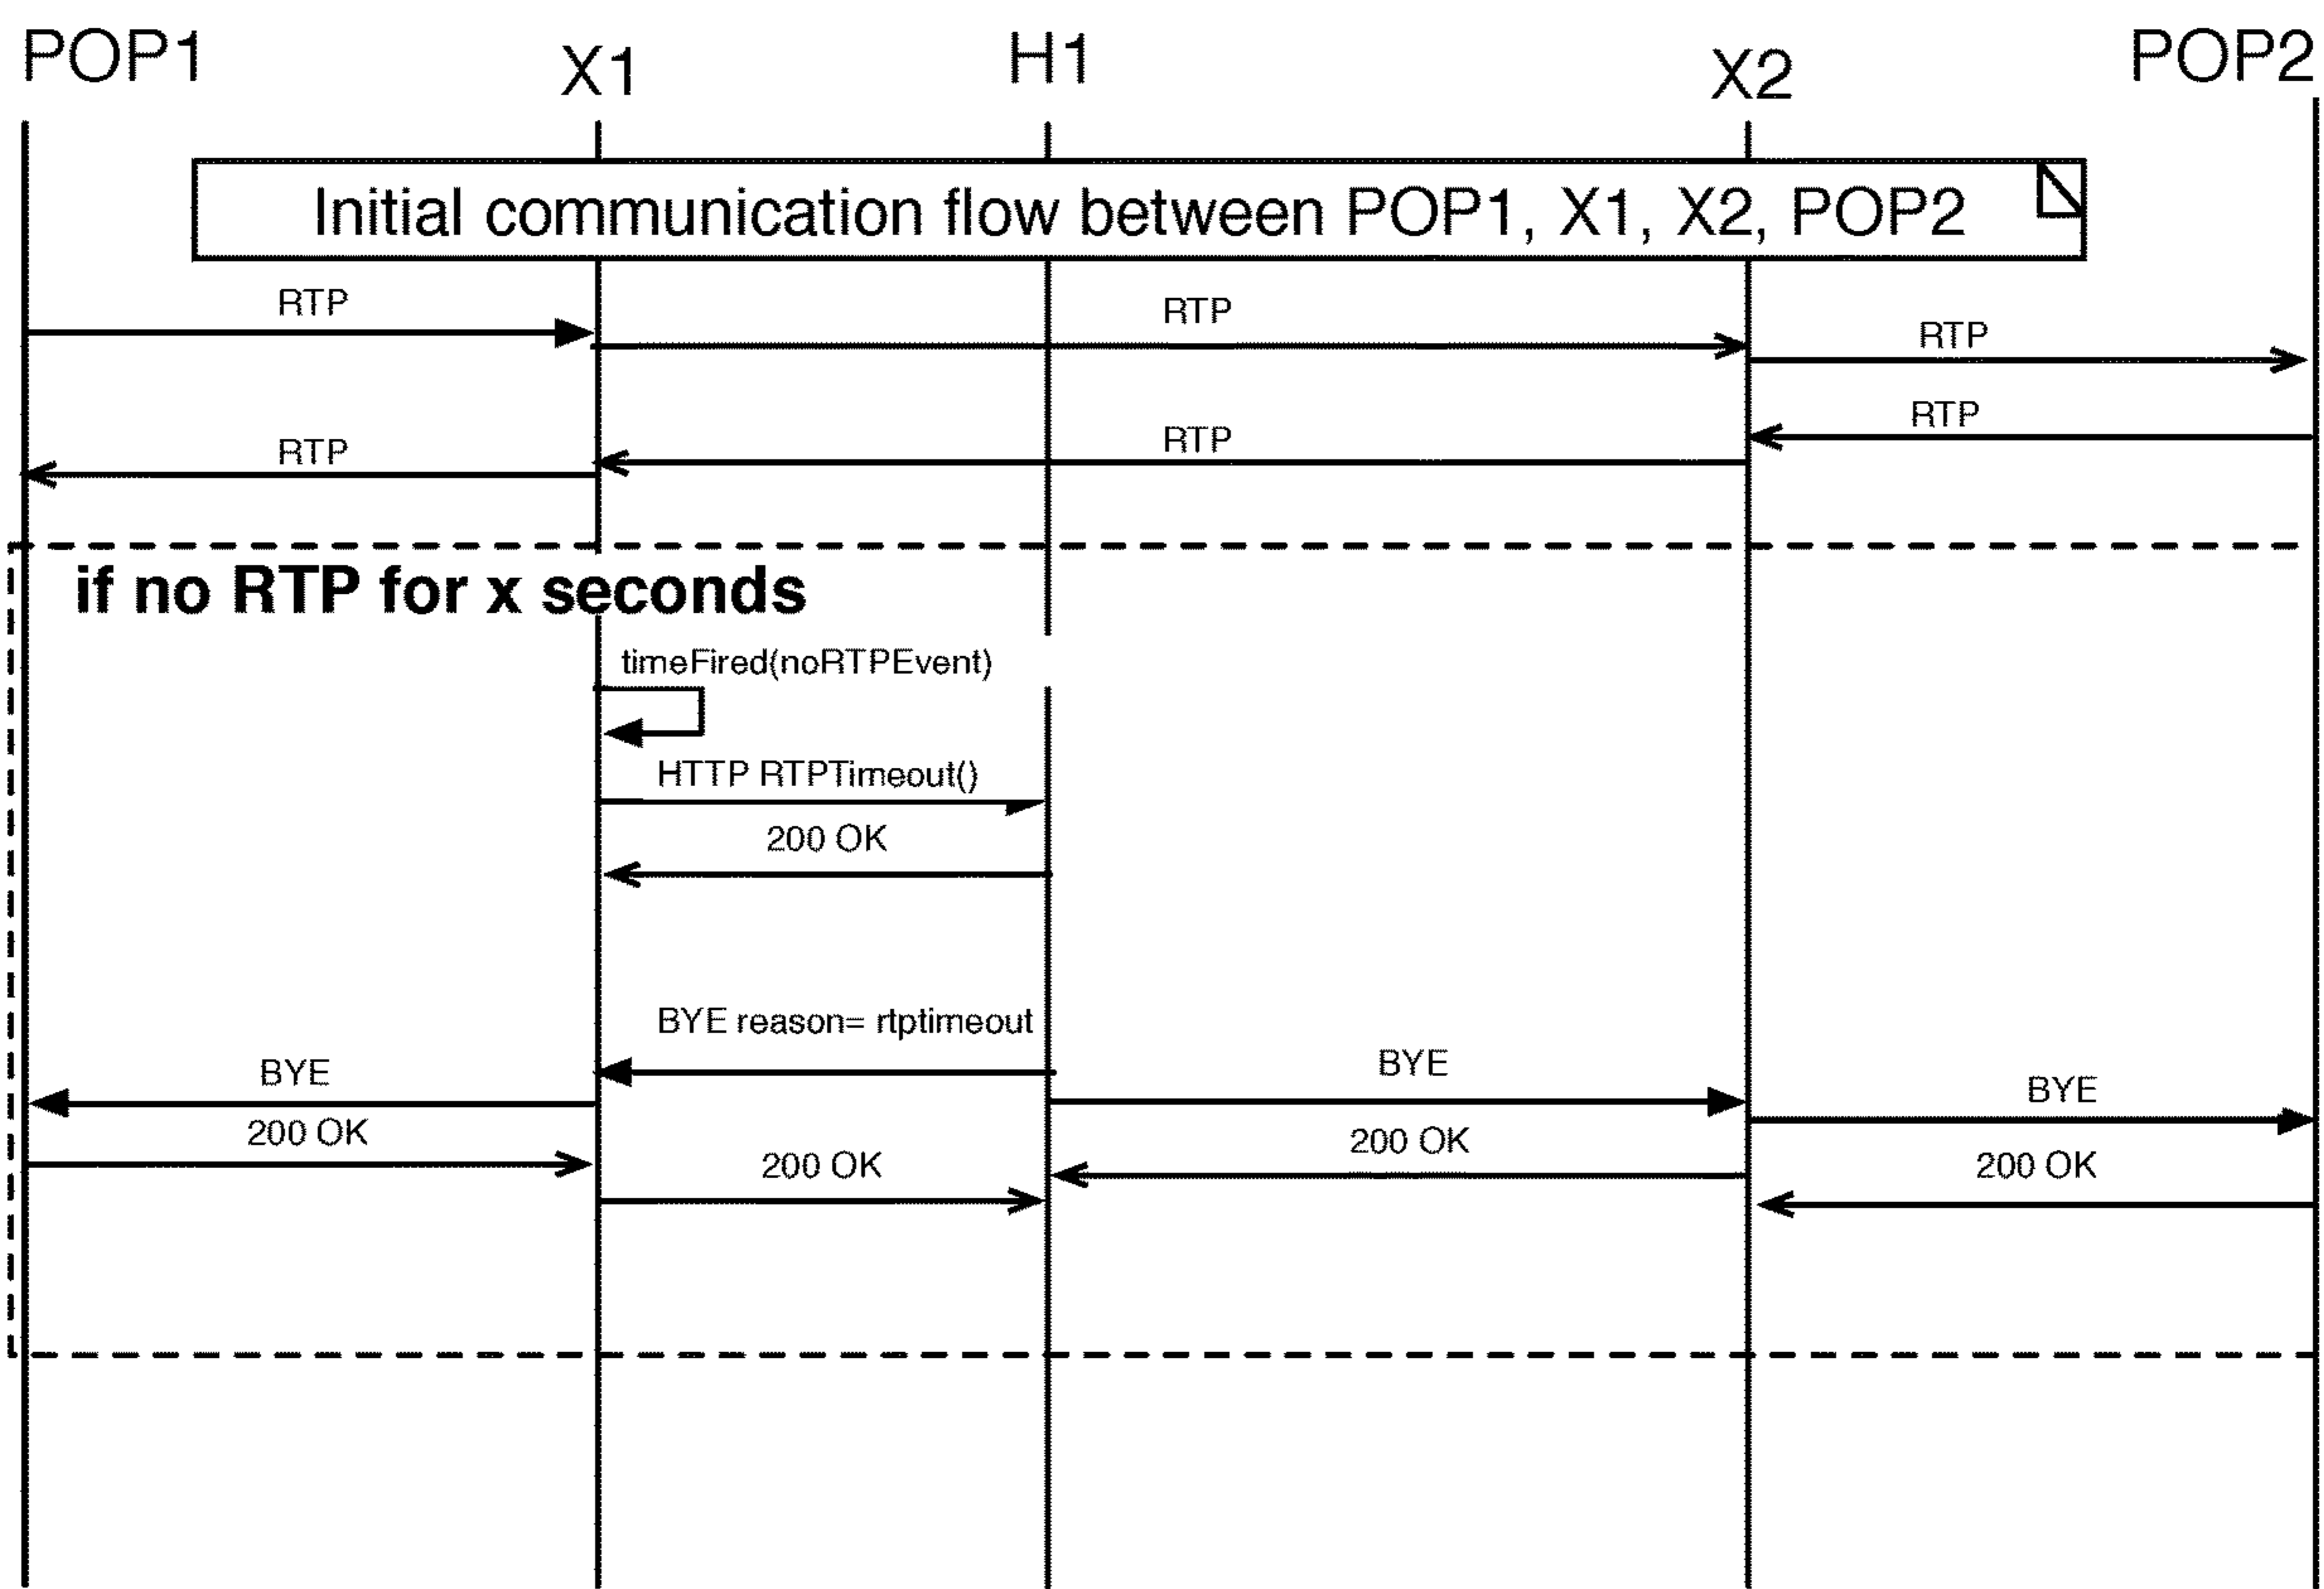 POP1
X1
H1
X2
POP2
Initial communication flow between POP1, X1, X2, POP2
RTP
RTP
RTP
RTP
RTP
RTP
if no RTP for x seconds
timeFired(noRTPEvent)
HTTP RTPTimeout()
200 OK
BYE reason= rtptimeout
BYE
BYE
BYE
200 OK
200 OK
200 OK
200 OK